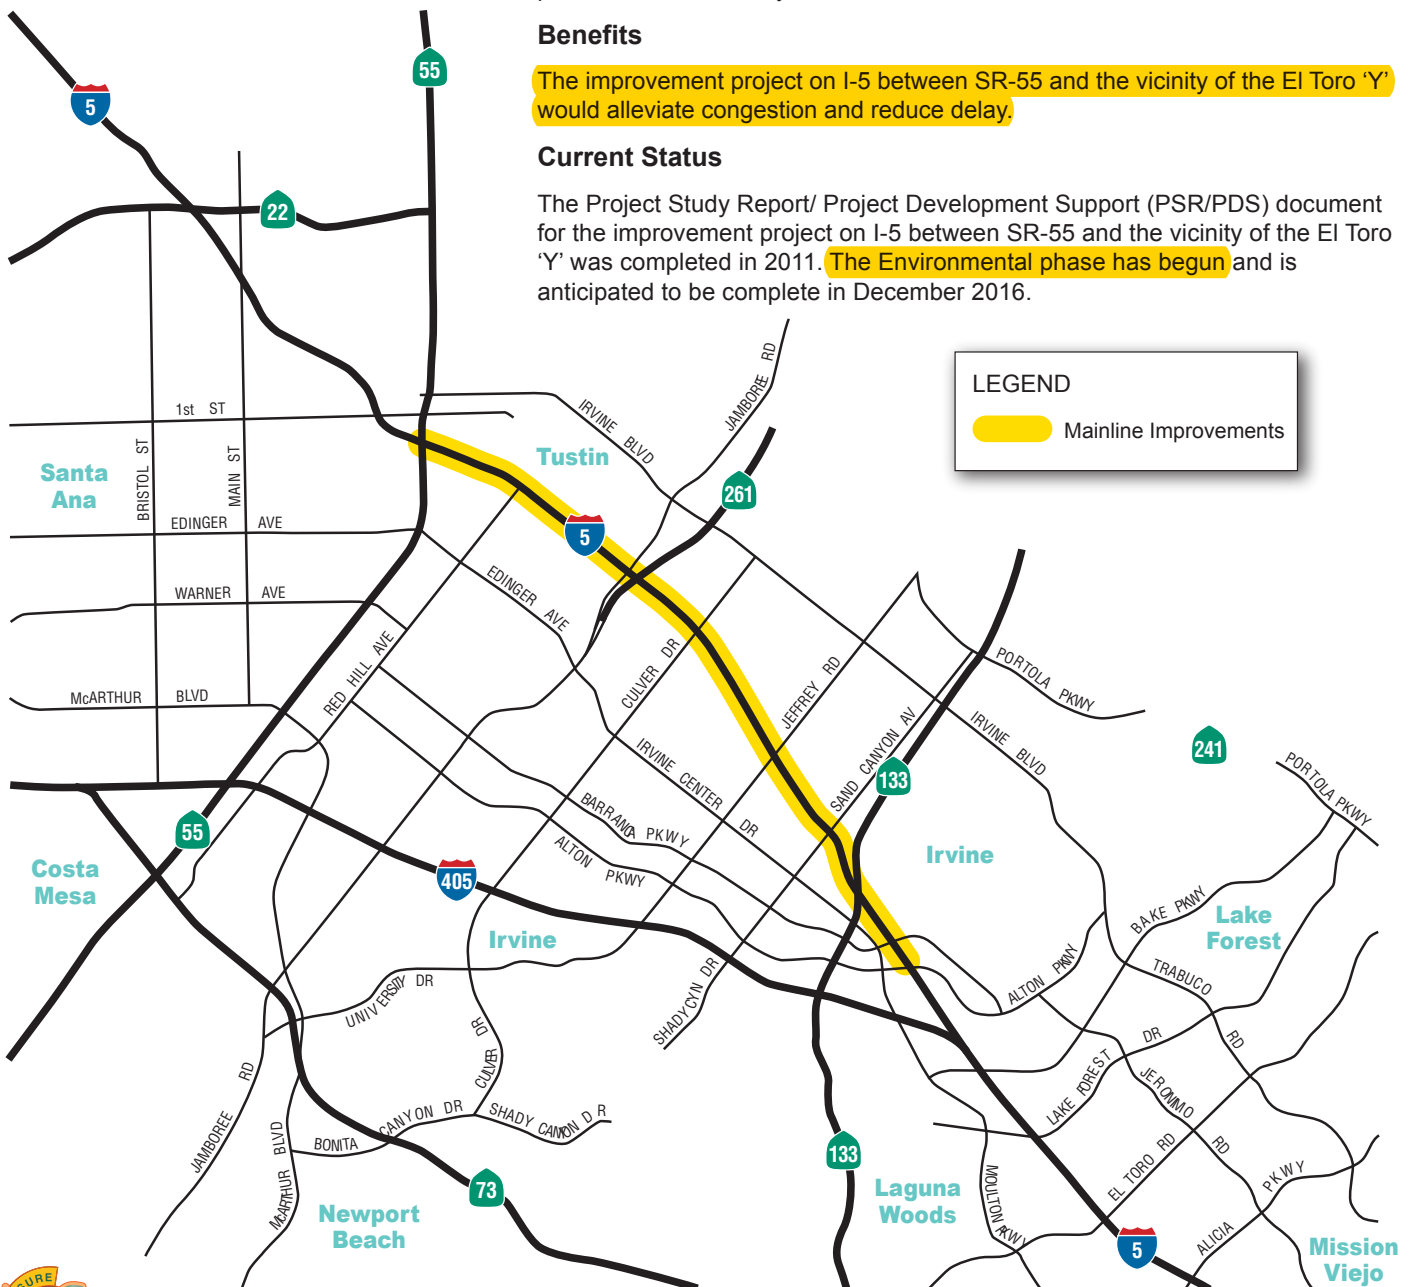 Benefits
The improvement project on I-5 between SR-55 and the vicinity of the El Toro ‘Y’
would alleviate congestion and reduce delay.
Current Status
The Project Study Report/ Project Development Support (PSR/PDS) document
for the improvement project on I-5 between SR-55 and the vicinity of the El Toro
‘Y’ was completed in 2011. The Environmental phase has begun and is
anticipated to be complete in December 2016.
LEGEND
Mainline Improvements
5
55
22
1st ST
IRVINE BLVD
JAMBOREE RD
Santa
Ana
Tustin
BRISTOL ST
MAIN ST
261
5
EDINGER AVE
EDINGER AVE
WARNER AVE
RED HILL AVE
CULVER DR
JEFFREY RD
PORTOLA PKWY
McARTHUR BLVD
SAND CANYON AV
IRVINE BLVD
241
PORTOLA PKWY
IRVINE CENTER DR
133
BARRANCA PKWY
55
ALTON PKWY
Costa
Mesa
405
Irvine
Irvine
BAKE PKWY
Lake
Forest
UNIVERSITY DR
SHADYCYN DR
ALTON PKWY
TRABUCO RD
CULVER DR
LAKE FOREST DR
JERONIMO RD
JAMBOREE RD
McARTHUR BLVD
BONITA CANYON DR
SHADY CANYON DR
133
EL TORO RD
73
Laguna
Woods
MOULTON PKWY
ALICIA PKWY
Newport
Beach
5
Mission
Viejo
SURE